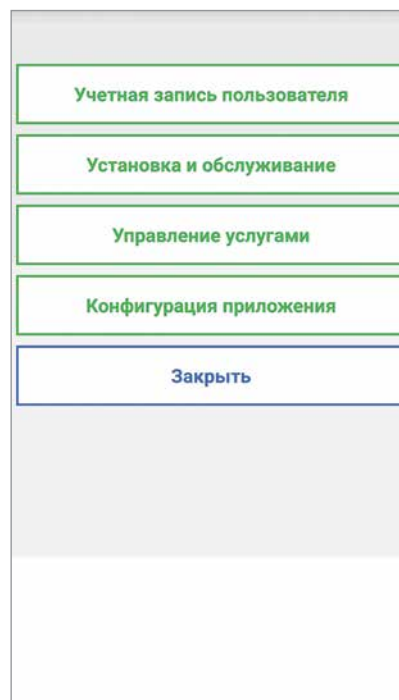 Учетная запись пользователя
Установка и обслуживание
Управление услугами
Конфигурация приложения
Закрыть